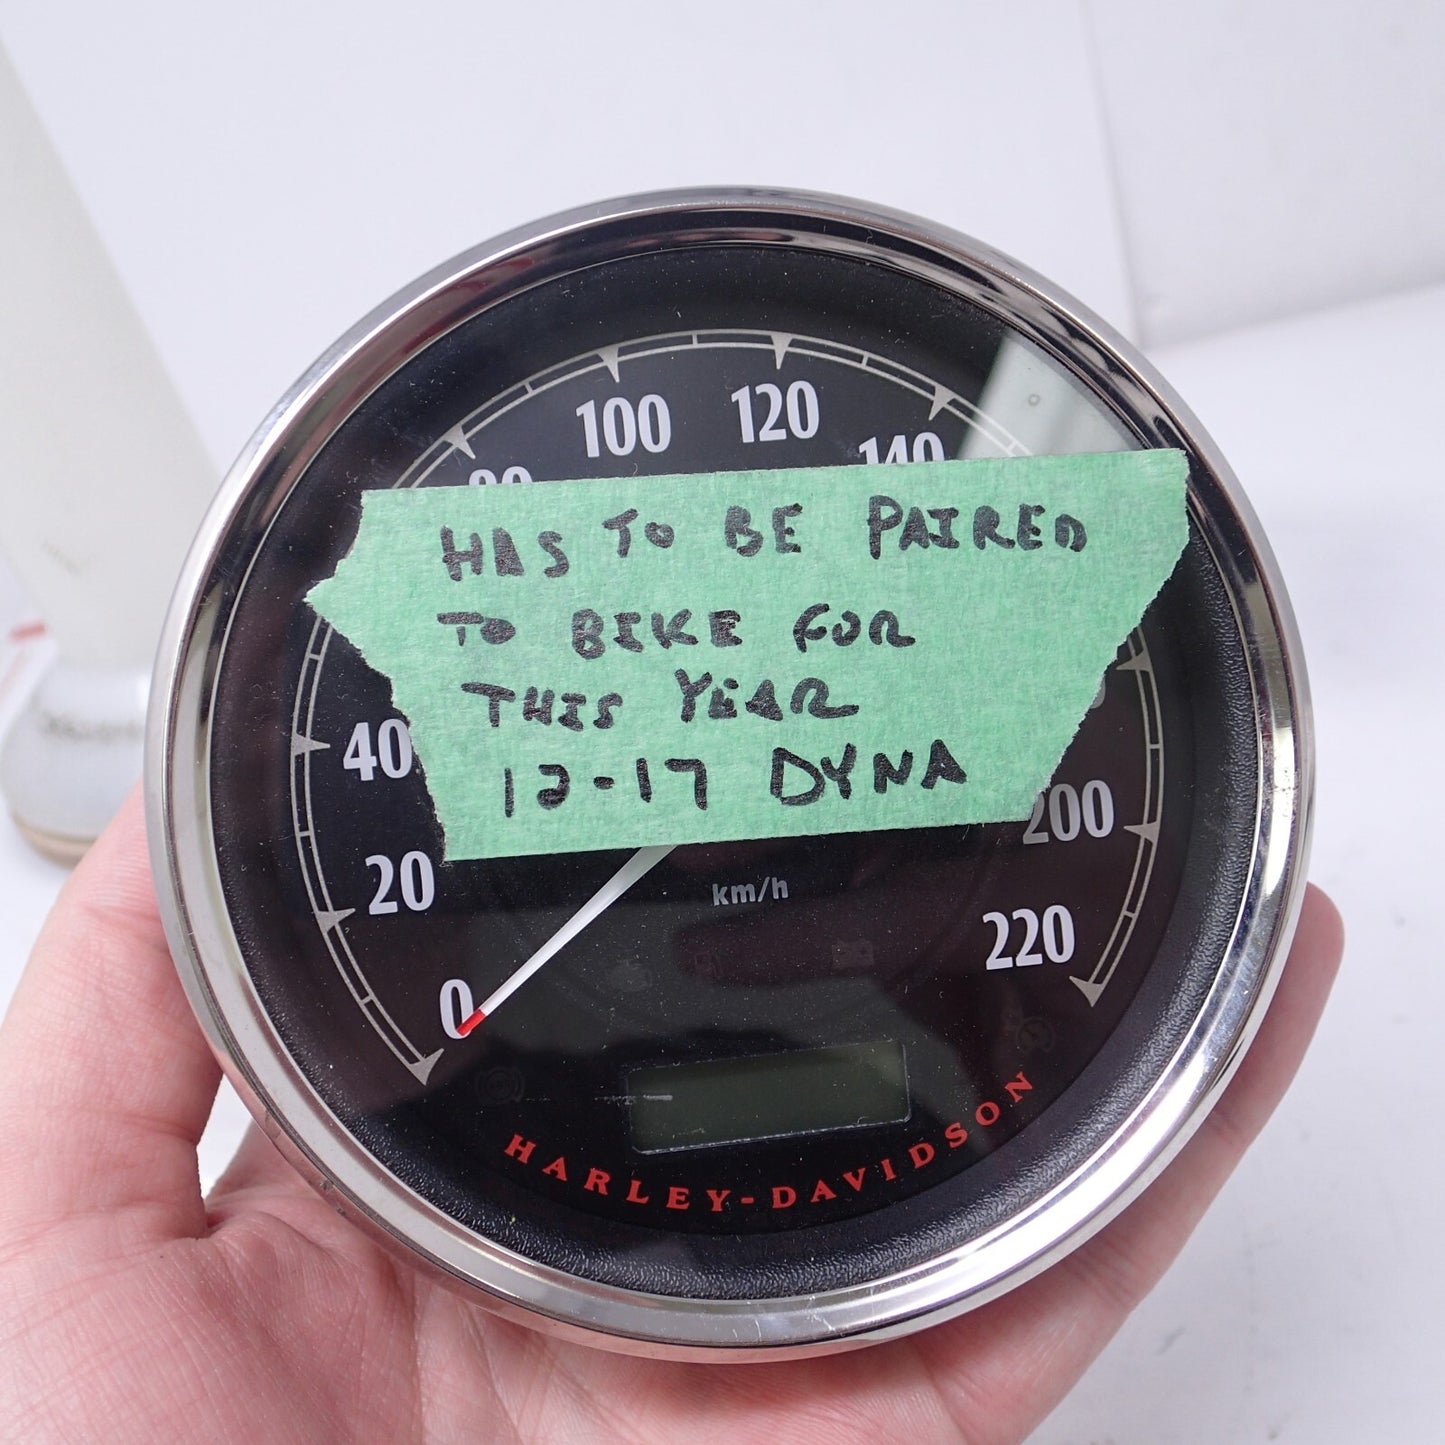 100 120
140
HAS TO BE PAIRED
TO BIKE FOR
THIS YEAR
12-17 DYNA
40
200
20
km/h
220
0
HARLEY-DAVIDSON